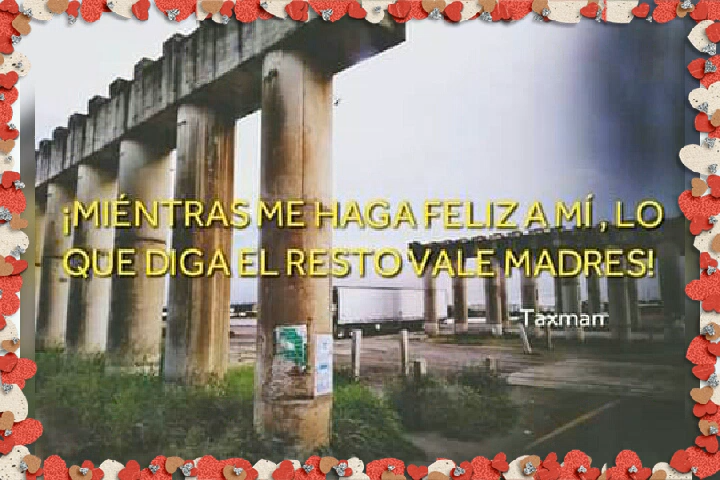 ¡MIÉNTRAS ME HAGA FELIZ A MÍ , LO
QUE DIGA EL RESTO VALE MADRES!
Taxman